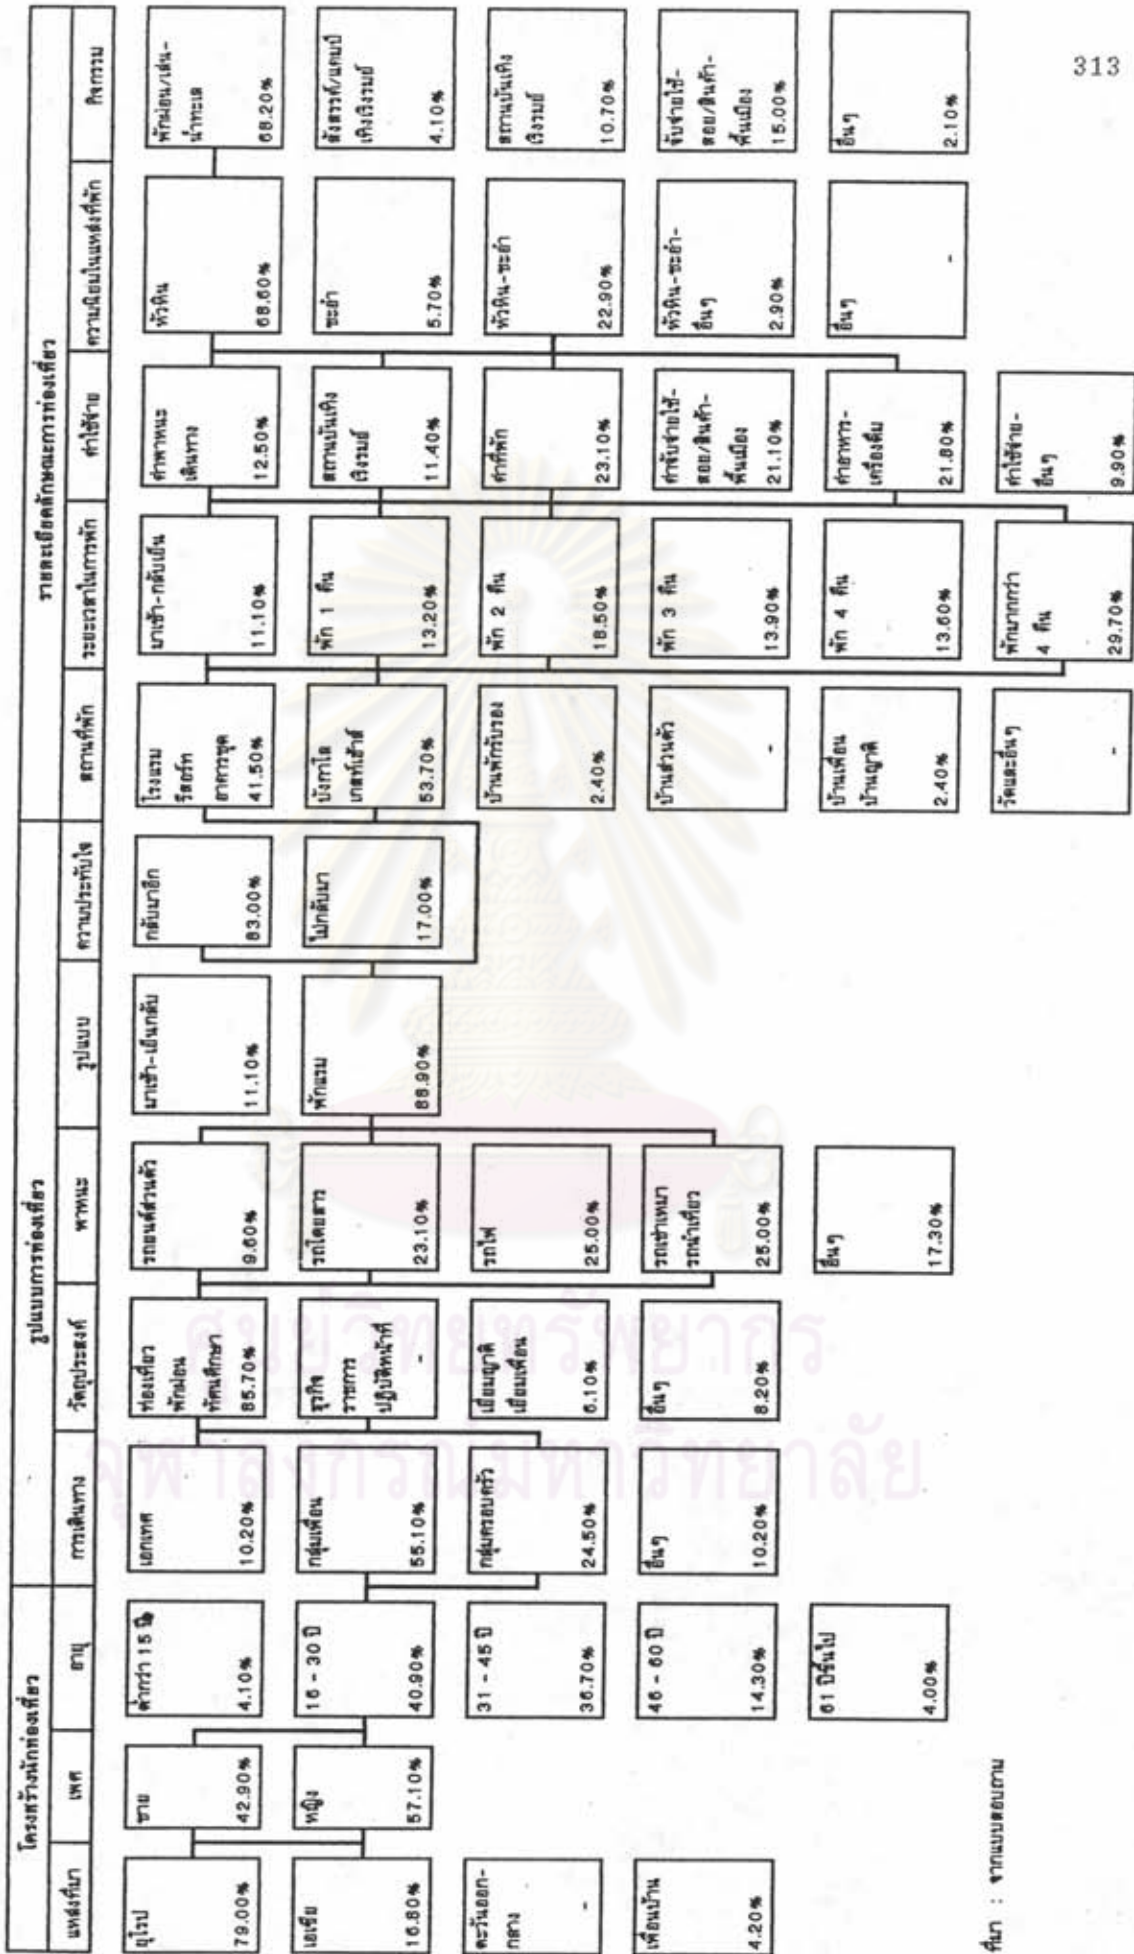 313
โครงสร้างนักท่องเที่ยว
รูปแบบการท่องเที่ยว
รายละเอียดลักษณะการท่องเที่ยว
แหล่งที่มา
เพศ
อายุ
การเดินทาง
วัตถุประสงค์
พาหนะ
รูปแบบ
ความประทับใจ
สถานที่พัก
ระยะเวลาในการพัก
ค่าใช้จ่าย
ความนิยมในแหล่งที่พัก
กิจกรรม
ยุโรป
79.00%
เอเซีย
16.80%
ตะวันออก-
กลาง
-
เพื่อนบ้าน
4.20%
ชาย
42.90%
หญิง
57.10%
ต่ำกว่า 15 ปี
4.10%
16 - 30 ปี
40.90%
31 - 45 ปี
36.70%
46 - 60 ปี
14.30%
61 ปีขึ้นไป
4.00%
เอกเทศ
10.20%
กลุ่มเพื่อน
55.10%
กลุ่มครอบครัว
24.50%
อื่นๆ
10.20%
ท่องเที่ยว
พักผ่อน
ทัศนศึกษา
85.70%
ธุรกิจ
ราชการ
ปฏิบัติหน้าที่
-
เยี่ยมญาติ
เยี่ยมเพื่อน
6.10%
อื่นๆ
8.20%
รถยนต์ส่วนตัว
9.60%
รถโดยสาร
23.10%
รถไฟ
25.00%
รถเช่าเหมา
รถนำเที่ยว
25.00%
อื่นๆ
17.30%
มาเช้า-เย็นกลับ
11.10%
พักแรม
88.90%
กลับมาอีก
83.00%
ไม่กลับมา
17.00%
โรงแรม
รีสอร์ท
อาคารชุด
41.50%
บังกาโล
เกสท์เฮ้าส์
53.70%
บ้านพักรับรอง
2.40%
บ้านส่วนตัว
-
บ้านเพื่อน
บ้านญาติ
2.40%
วัดและอื่นๆ
-
มาเช้า-กลับเย็น
11.10%
พัก 1 คืน
13.20%
พัก 2 คืน
18.50%
พัก 3 คืน
13.90%
พัก 4 คืน
13.60%
พักมากกว่า
4 คืน
29.70%
ค่าพาหนะ
เดินทาง
12.50%
สถานบันเทิง
เริงรมย์
11.40%
ค่าที่พัก
23.10%
ค่าจับจ่ายใช้-
สอย/สินค้า-
พื้นเมือง
21.10%
ค่าอาหาร-
เครื่องดื่ม
21.80%
ค่าใช้จ่าย-
อื่นๆ
9.90%
หัวหิน
68.60%
ชะอำ
5.70%
หัวหิน-ชะอำ
22.90%
หัวหิน-ชะอำ-
อื่นๆ
2.90%
อื่นๆ
-
พักผ่อน/เล่น-
น้ำทะเล
68.20%
สังสรรค์/แคมป์
เทิงเริงรมย์
4.10%
สถานบันเทิง
เริงรมย์
10.70%
จับจ่ายใช้-
สอย/สินค้า-
พื้นเมือง
15.00%
อื่นๆ
2.10%
ที่มา : จากแบบสอบถาม
ศูนย์วิทยทรัพยากร
จุฬาลงกรณ์มหาวิทยาลัย